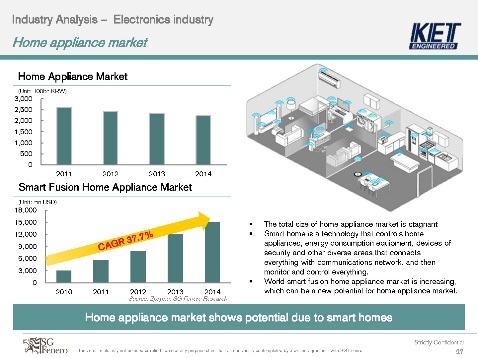 Industry Analysis – Electronics industry
Home appliance market
KET
ENGINEERED
Home Appliance Market
(Unit: 100bn KRW)
3,000
2,500
2,000
1,500
1,000
500
0
2011 2012 2013 2014
Smart Fusion Home Appliance Market
(Unit: mn USD)
18,000
15,000
12,000
9,000
6,000
3,000
0
CAGR 37.7%
2010 2011 2012 2013 2014
Source: SG Research
• The total size of home appliance market is stagnant
• Smart home is a technology that controls home
appliances, energy consumption equipment, devices of
security and other diverse areas that connects
everything with communications network, and then
monitor and control everything.
• World smart fusion home appliance market is increasing,
which can be a new potential for home appliance market.
Home appliance market shows potential due to smart homes
SG
Strictly Confidential